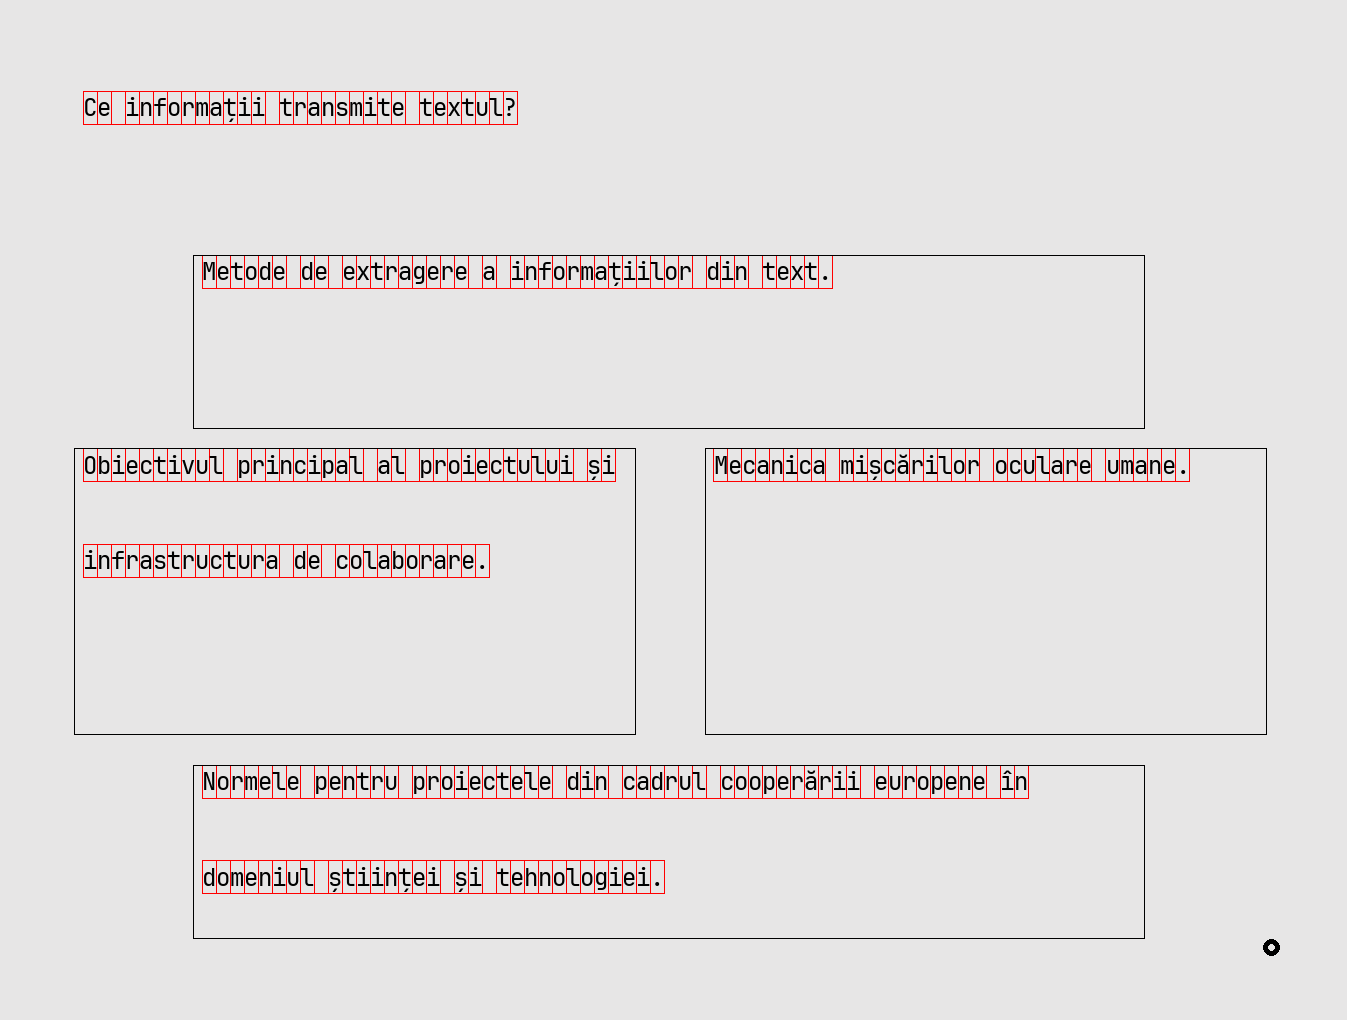 Ce informații transmite textul?
Metode de extragere a informațiilor din text.
Obiectivul principal al proiectului și
infrastructura de colaborare.
Mecanica mișcărilor oculare umane.
Normele pentru proiectele din cadrul cooperării europene în
domeniul științei și tehnologiei.